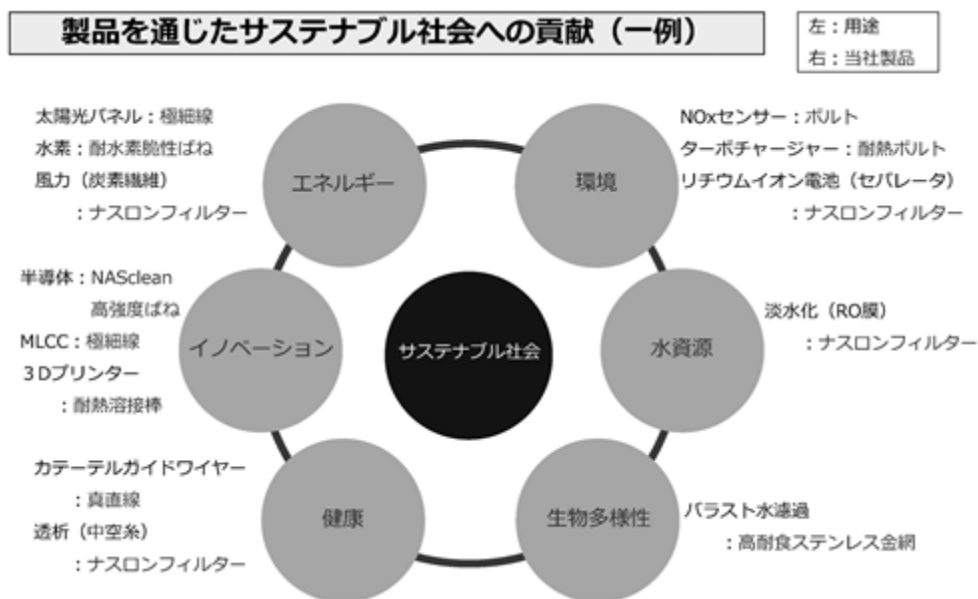 製品を通じたサステナブル社会への貢献（一例）
左：用途
右：当社製品
太陽光パネル：極細線
水素：耐水素脆性ばね
風力（炭素繊維）
：ナスロンフィルター
エネルギー
環境
NOxセンサー：ボルト
ターボチャージャー：耐熱ボルト
リチウムイオン電池（セパレータ）
：ナスロンフィルター
半導体：NASclean
高強度ばね
MLCC：極細線
３Dプリンター
：耐熱溶接棒
イノベーション
サステナブル社会
水資源
淡水化（RO膜）
：ナスロンフィルター
カテーテルガイドワイヤー
：真直線
透析（中空糸）
：ナスロンフィルター
健康
生物多様性
バラスト水濾過
：高耐食ステンレス金網